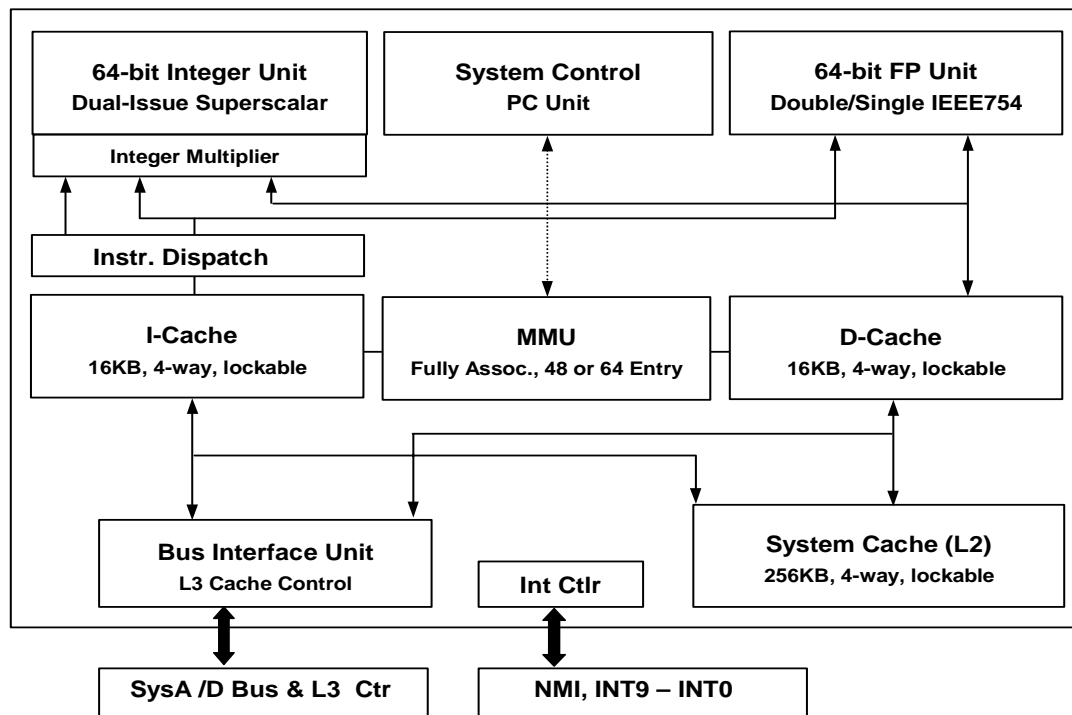 64-bit Integer Unit
Dual-Issue Superscalar
Integer Multiplier
System Control
PC Unit
64-bit FP Unit
Double/Single IEEE754
Instr. Dispatch
I-Cache
16KB, 4-way, lockable
MMU
Fully Assoc., 48 or 64 Entry
D-Cache
16KB, 4-way, lockable
Bus Interface Unit
L3 Cache Control
Int Ctlr
System Cache (L2)
256KB, 4-way, lockable
SysA /D Bus & L3 Ctr
NMI, INT9 – INT0